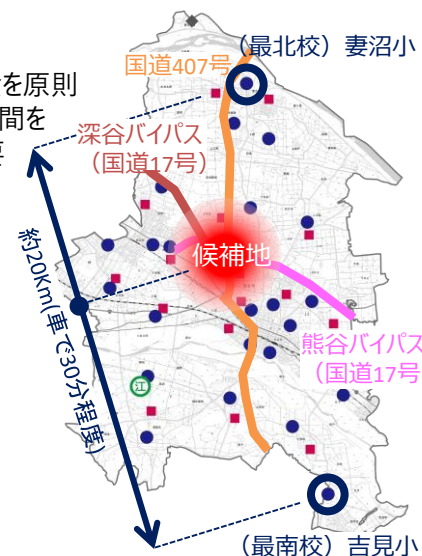 （最北校）妻沼小
国道407号
を原則
間を
深谷バイパス
（国道17号）
候補地
約20Km(車で30分程度)
熊谷バイパス
（国道17号
江
（最南校）吉見小